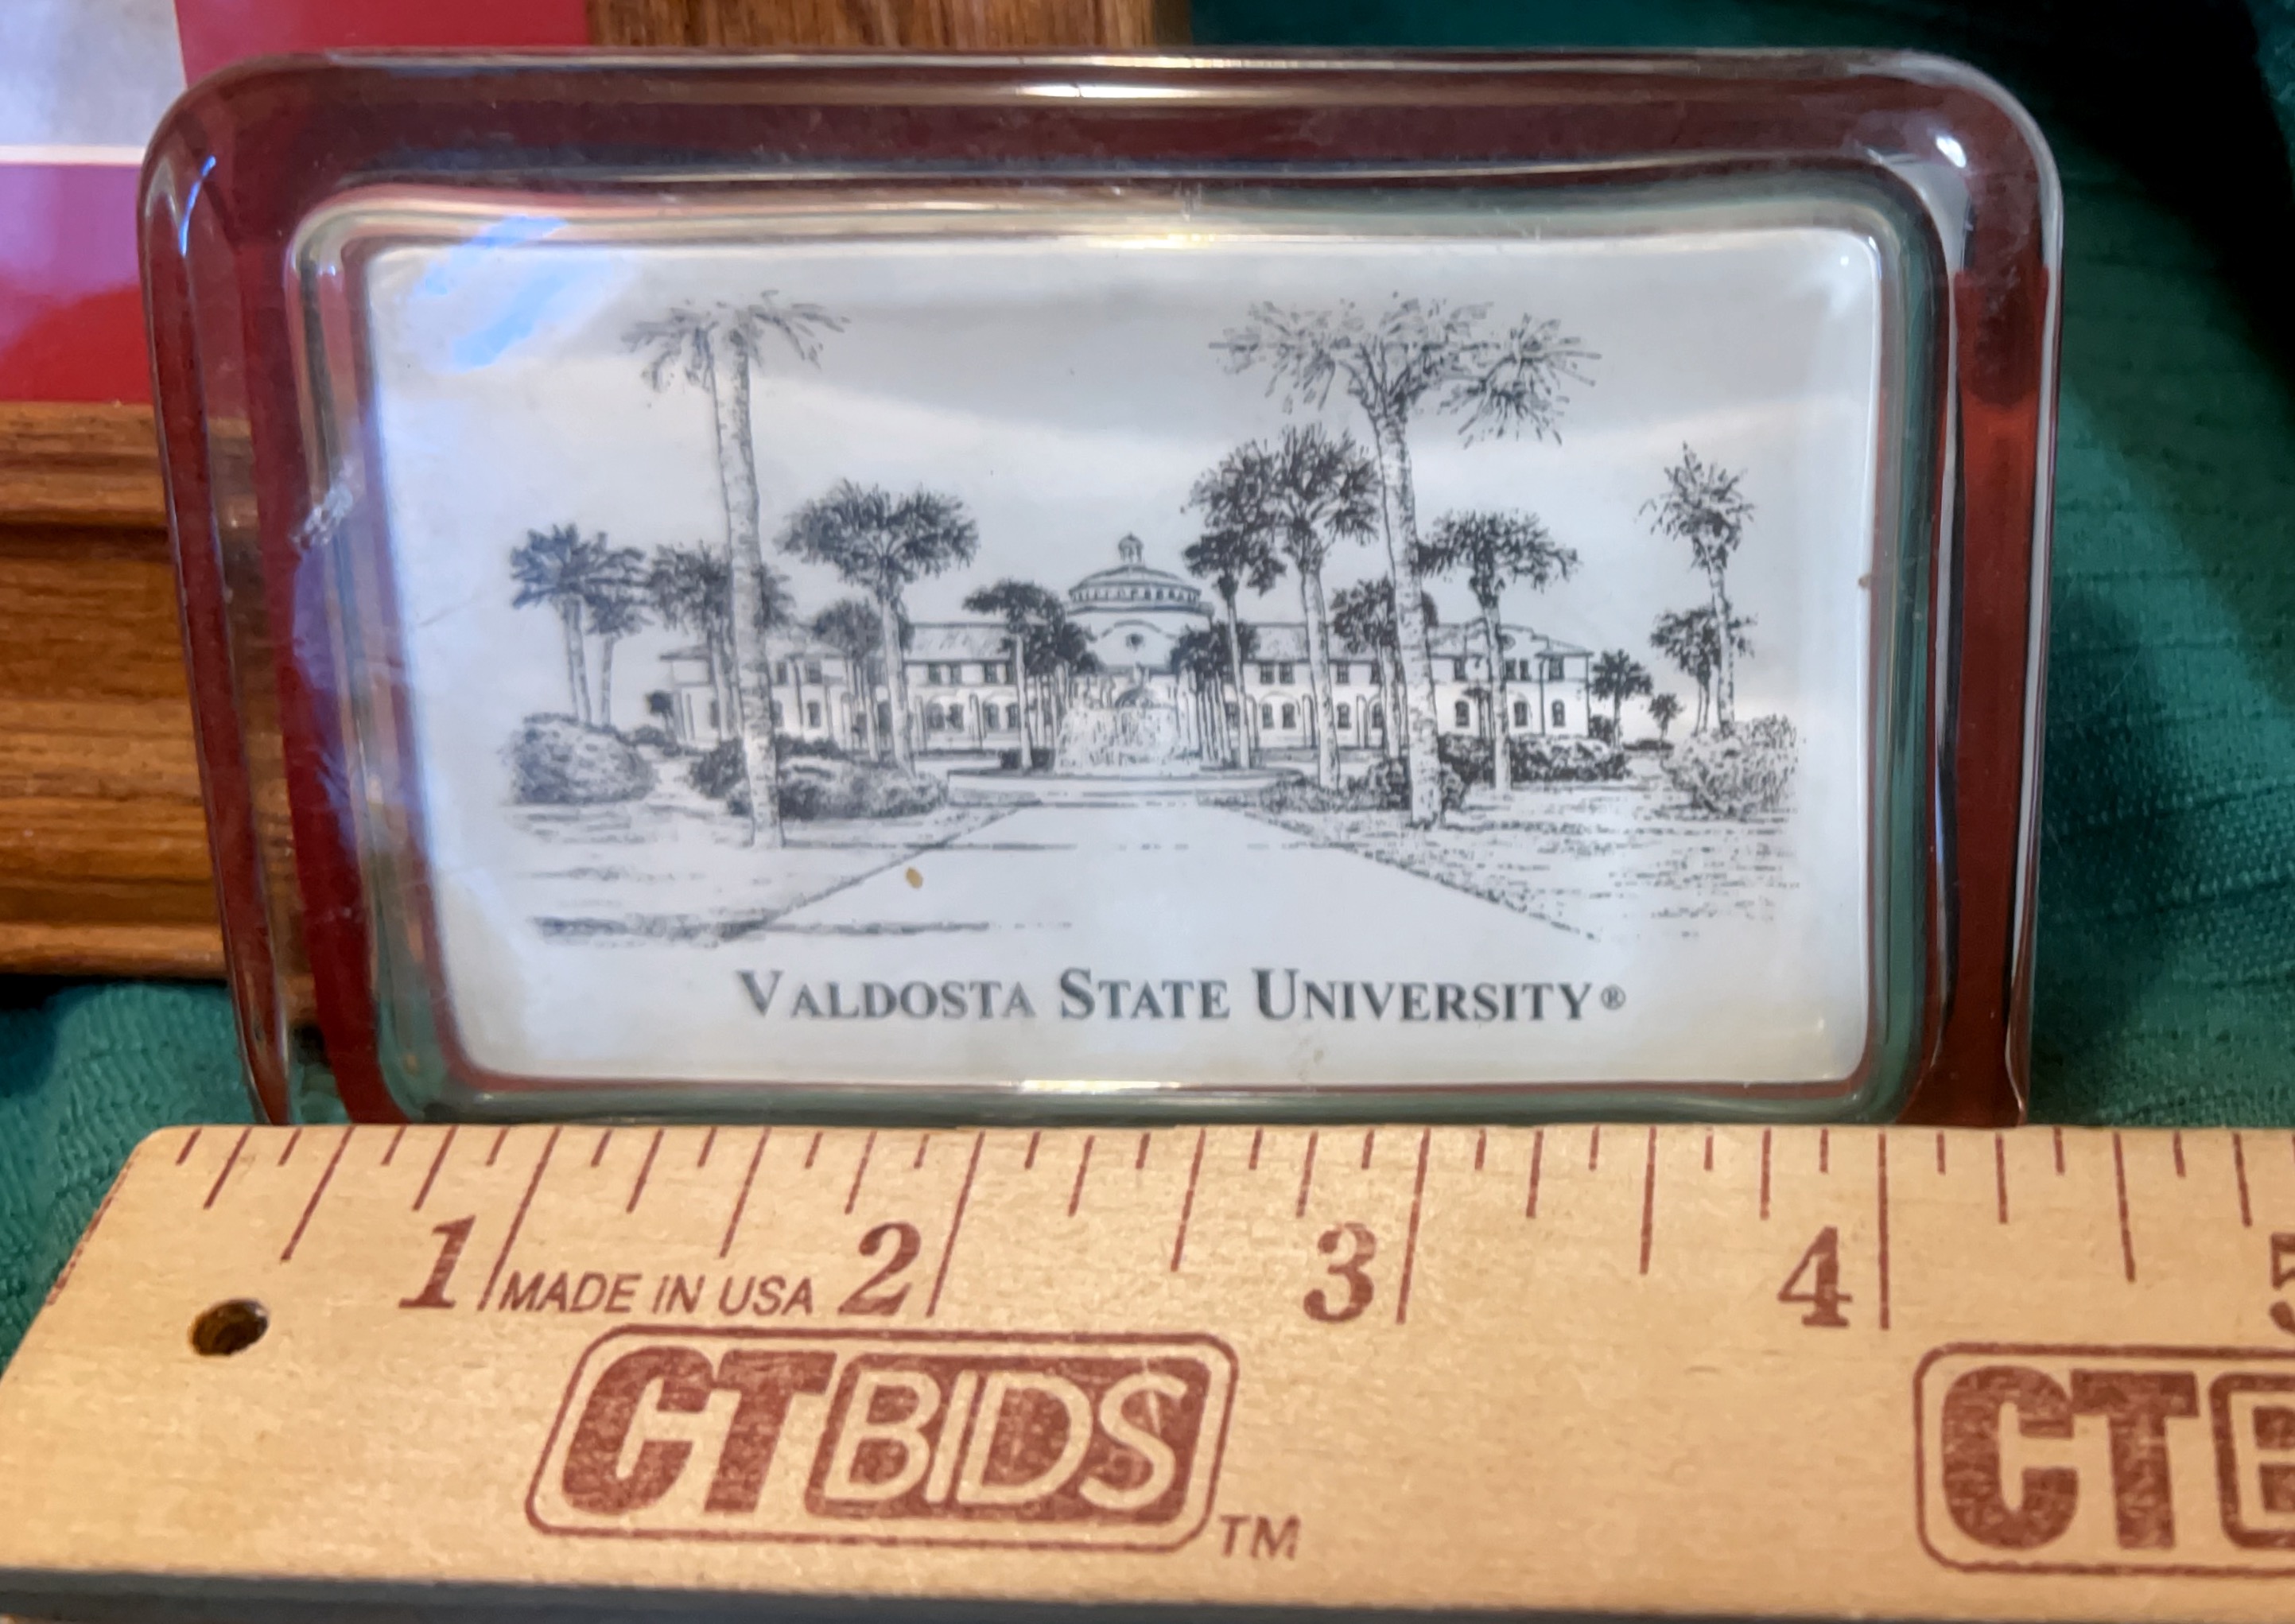 VALDOSTA STATE UNIVERSITY®
1 2 3 4 5
MADE IN USA
CTBIDS™
CTB